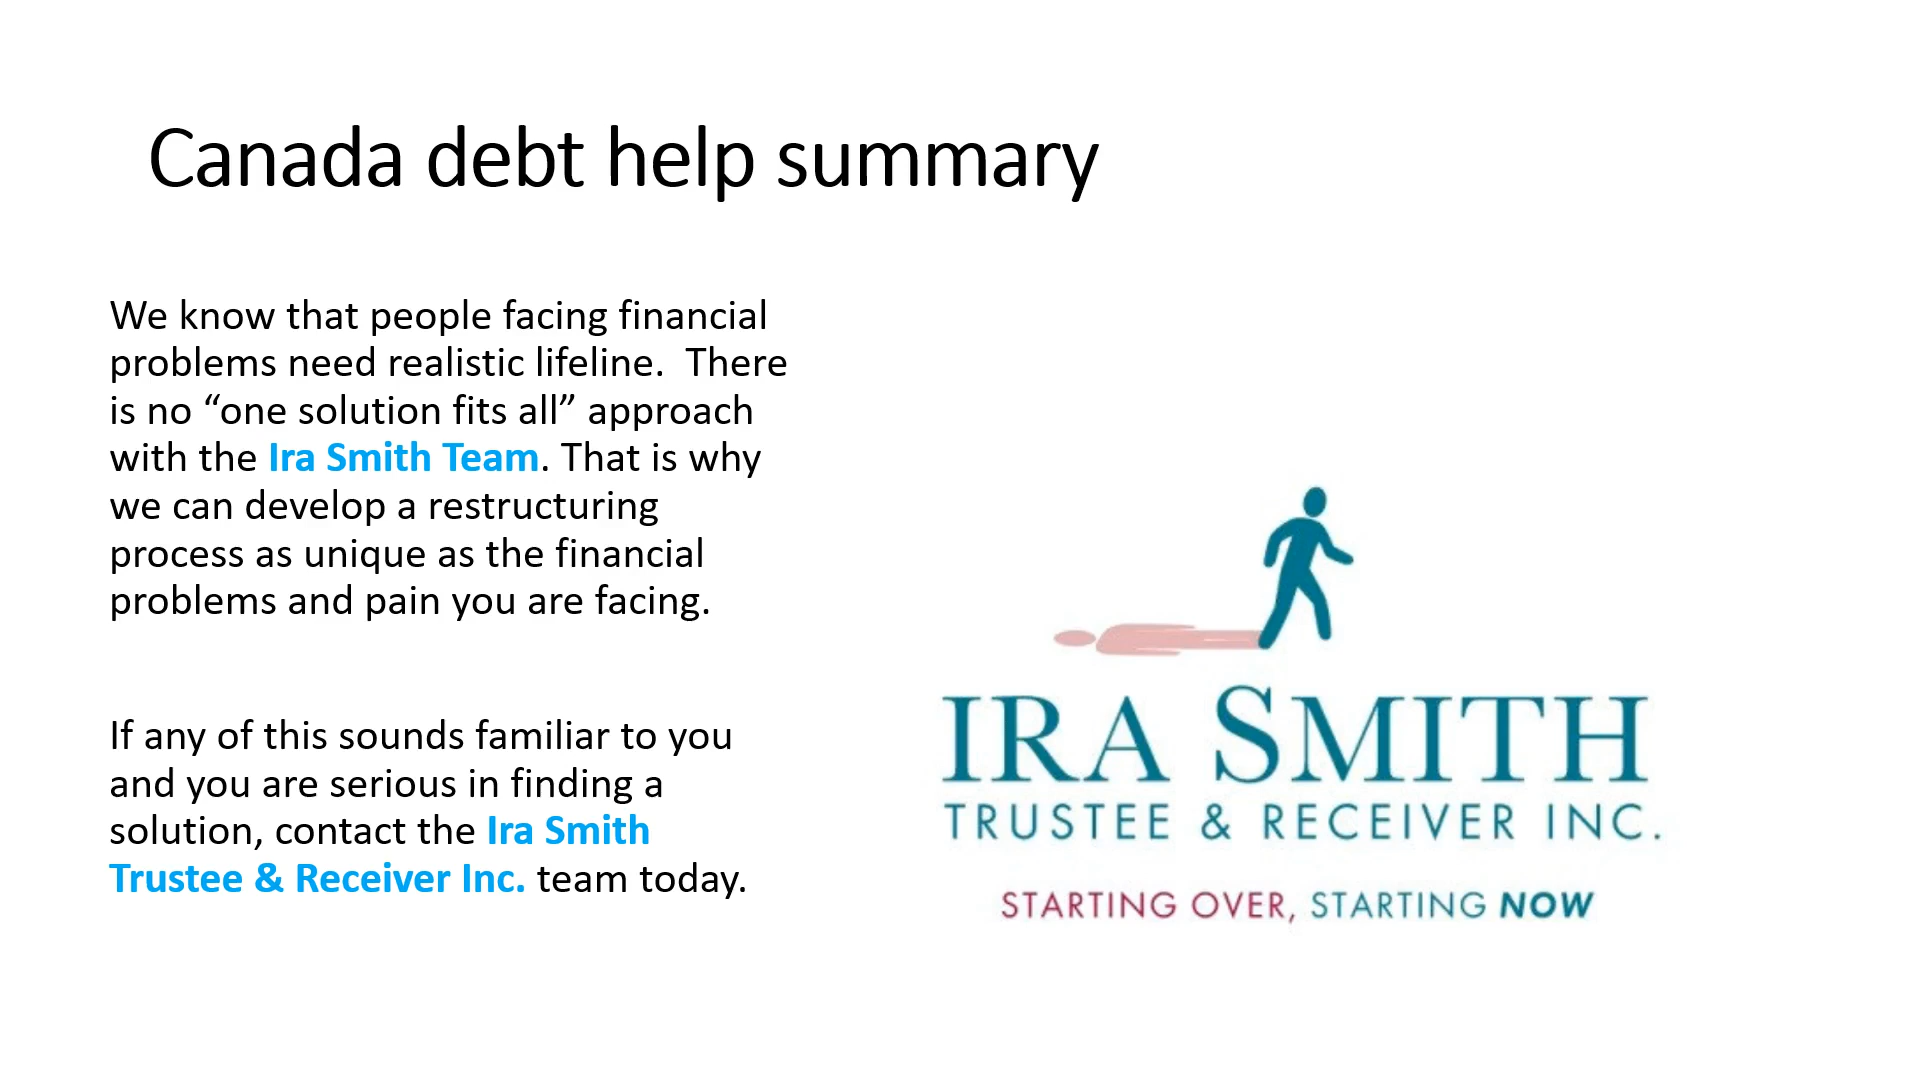 Canada debt help summary
We know that people facing financial
problems need realistic lifeline.  There
is no “one solution fits all” approach
with the Ira Smith Team. That is why
we can develop a restructuring
process as unique as the financial
problems and pain you are facing.
If any of this sounds familiar to you
and you are serious in finding a
solution, contact the Ira Smith
Trustee & Receiver Inc. team today.
IRA SMITH
TRUSTEE & RECEIVER INC.
STARTING OVER, STARTING NOW